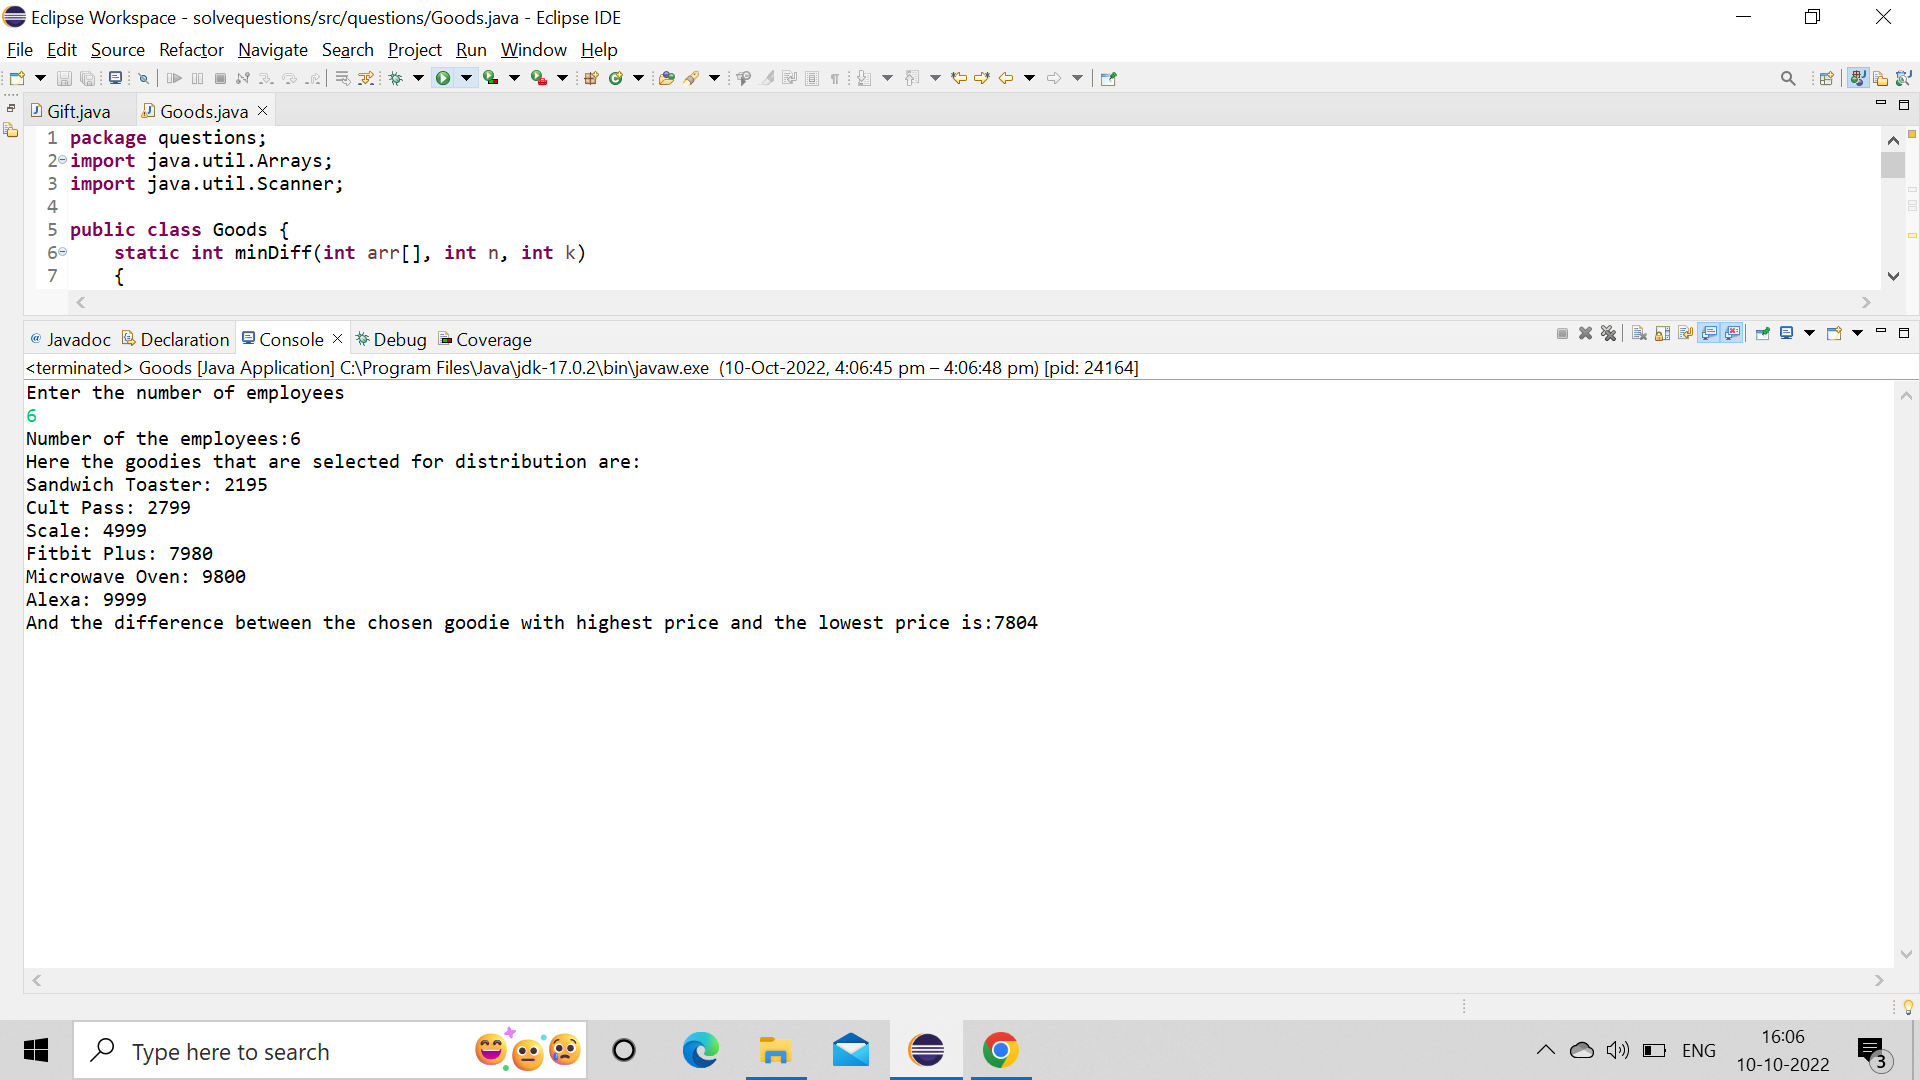 Eclipse Workspace - solvequestions/src/questions/Goods.java - Eclipse IDE
File Edit Source Refactor Navigate Search Project Run Window Help
Gift.java Goods.java
1 package questions;
2 import java.util.Arrays;
3 import java.util.Scanner;
4
5 public class Goods {
6 static int minDiff(int arr[], int n, int k)
7 {
@ Javadoc Declaration Console Debug Coverage
<terminated> Goods [Java Application] C:\Program Files\Java\jdk-17.0.2\bin\javaw.exe (10-Oct-2022, 4:06:45 pm – 4:06:48 pm) [pid: 24164]
Enter the number of employees
6
Number of the employees:6
Here the goodies that are selected for distribution are:
Sandwich Toaster: 2195
Cult Pass: 2799
Scale: 4999
Fitbit Plus: 7980
Microwave Oven: 9800
Alexa: 9999
And the difference between the chosen goodie with highest price and the lowest price is:7804
Type here to search
ENG
16:06
10-10-2022
3